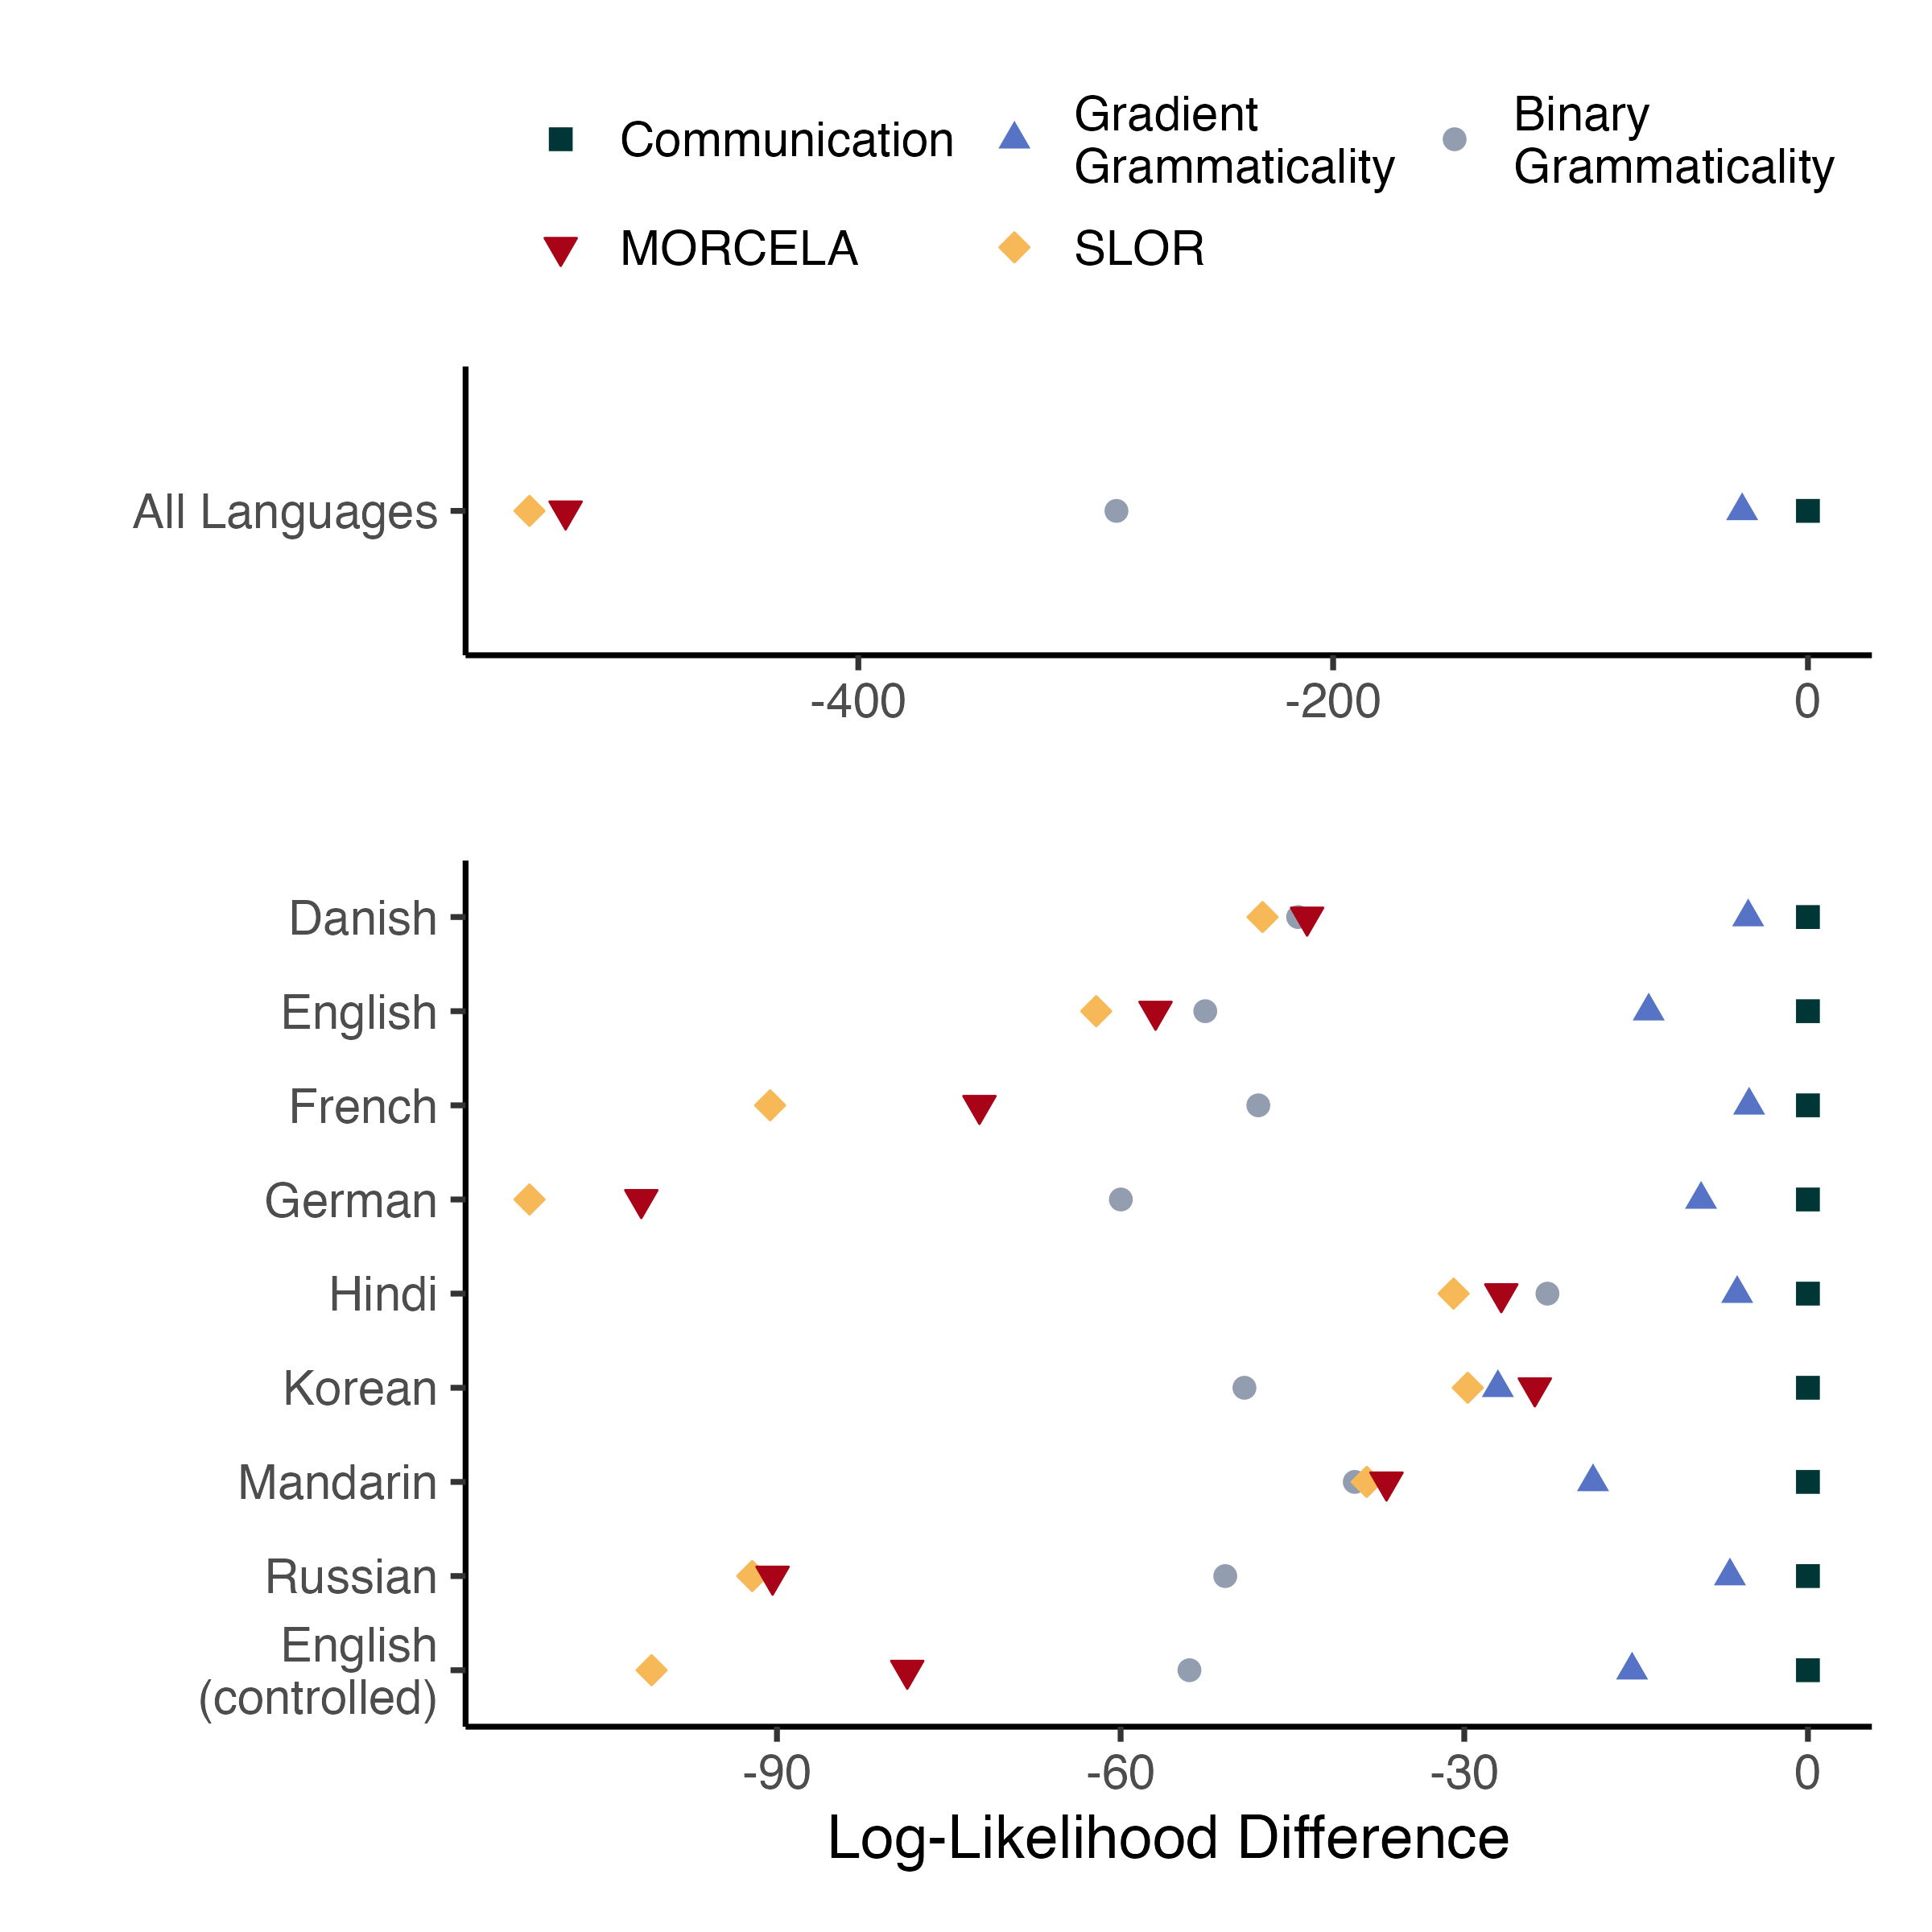 Communication
Gradient
Grammaticality
Binary
Grammaticality
MORCELA
SLOR
All Languages
-400
-200
0
Danish
English
French
German
Hindi
Korean
Mandarin
Russian
English
(controlled)
-90
-60
-30
0
Log-Likelihood Difference